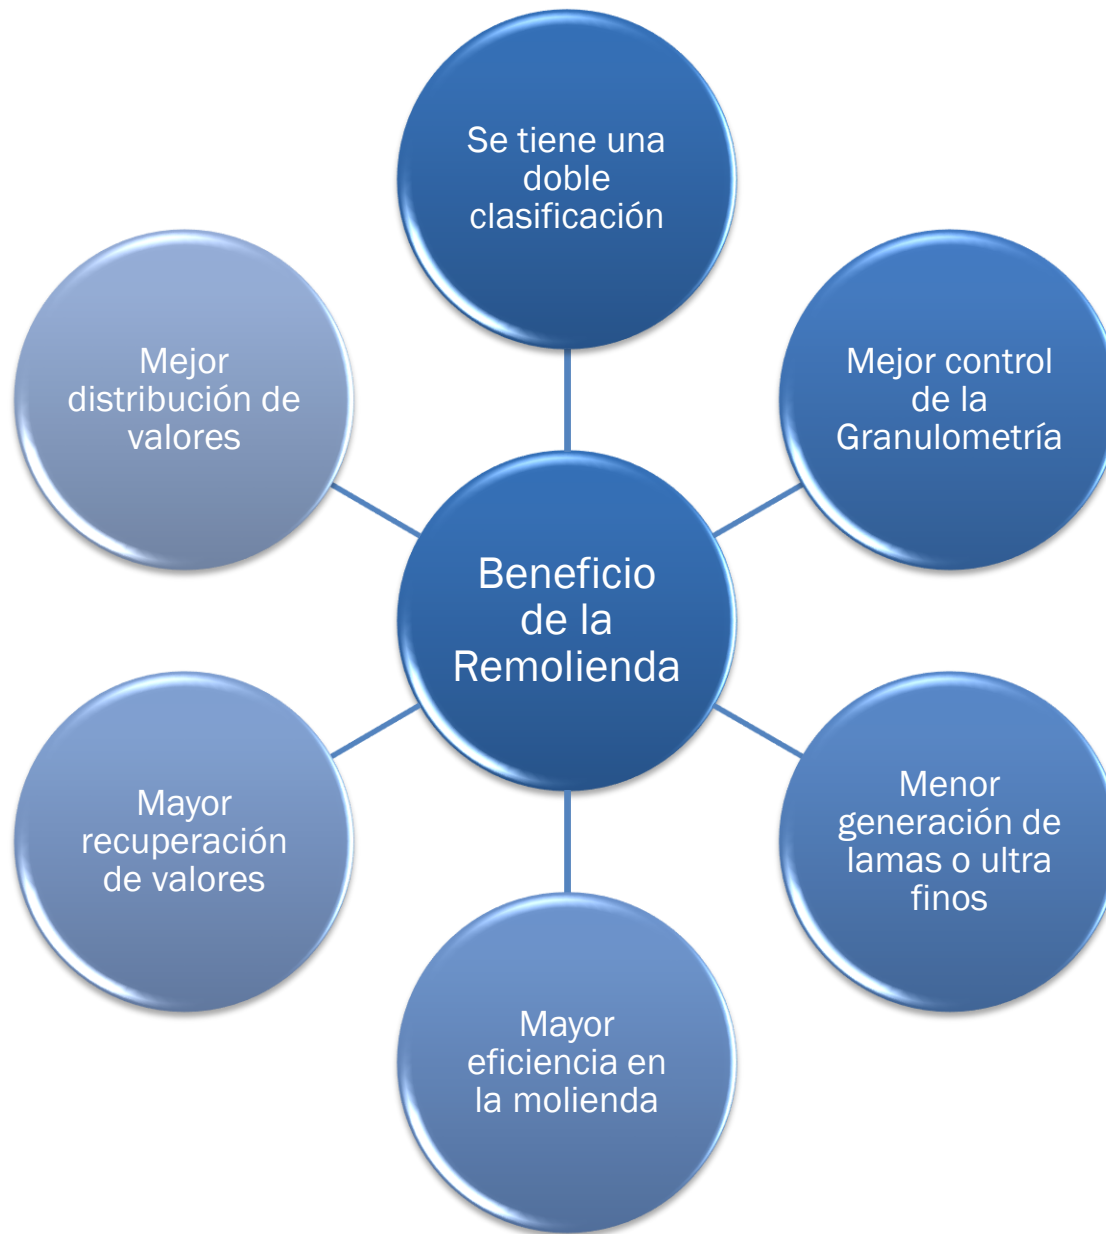 Se tiene una
doble
clasificación
Mejor control
de la
Granulometría
Menor
generación de
lamas o ultra
finos
Mayor
eficiencia en
la molienda
Mayor
recuperación
de valores
Mejor
distribución de
valores
Beneficio
de la
Remolienda